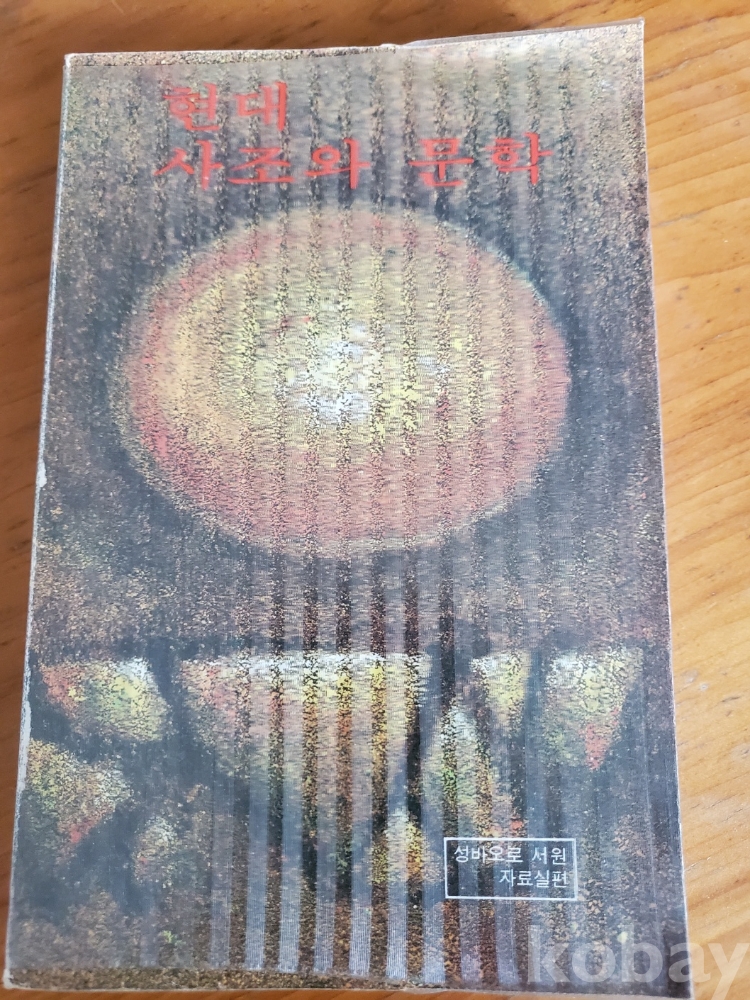 현대
사조와 문학
성바오로 서원
자료실편
kobay